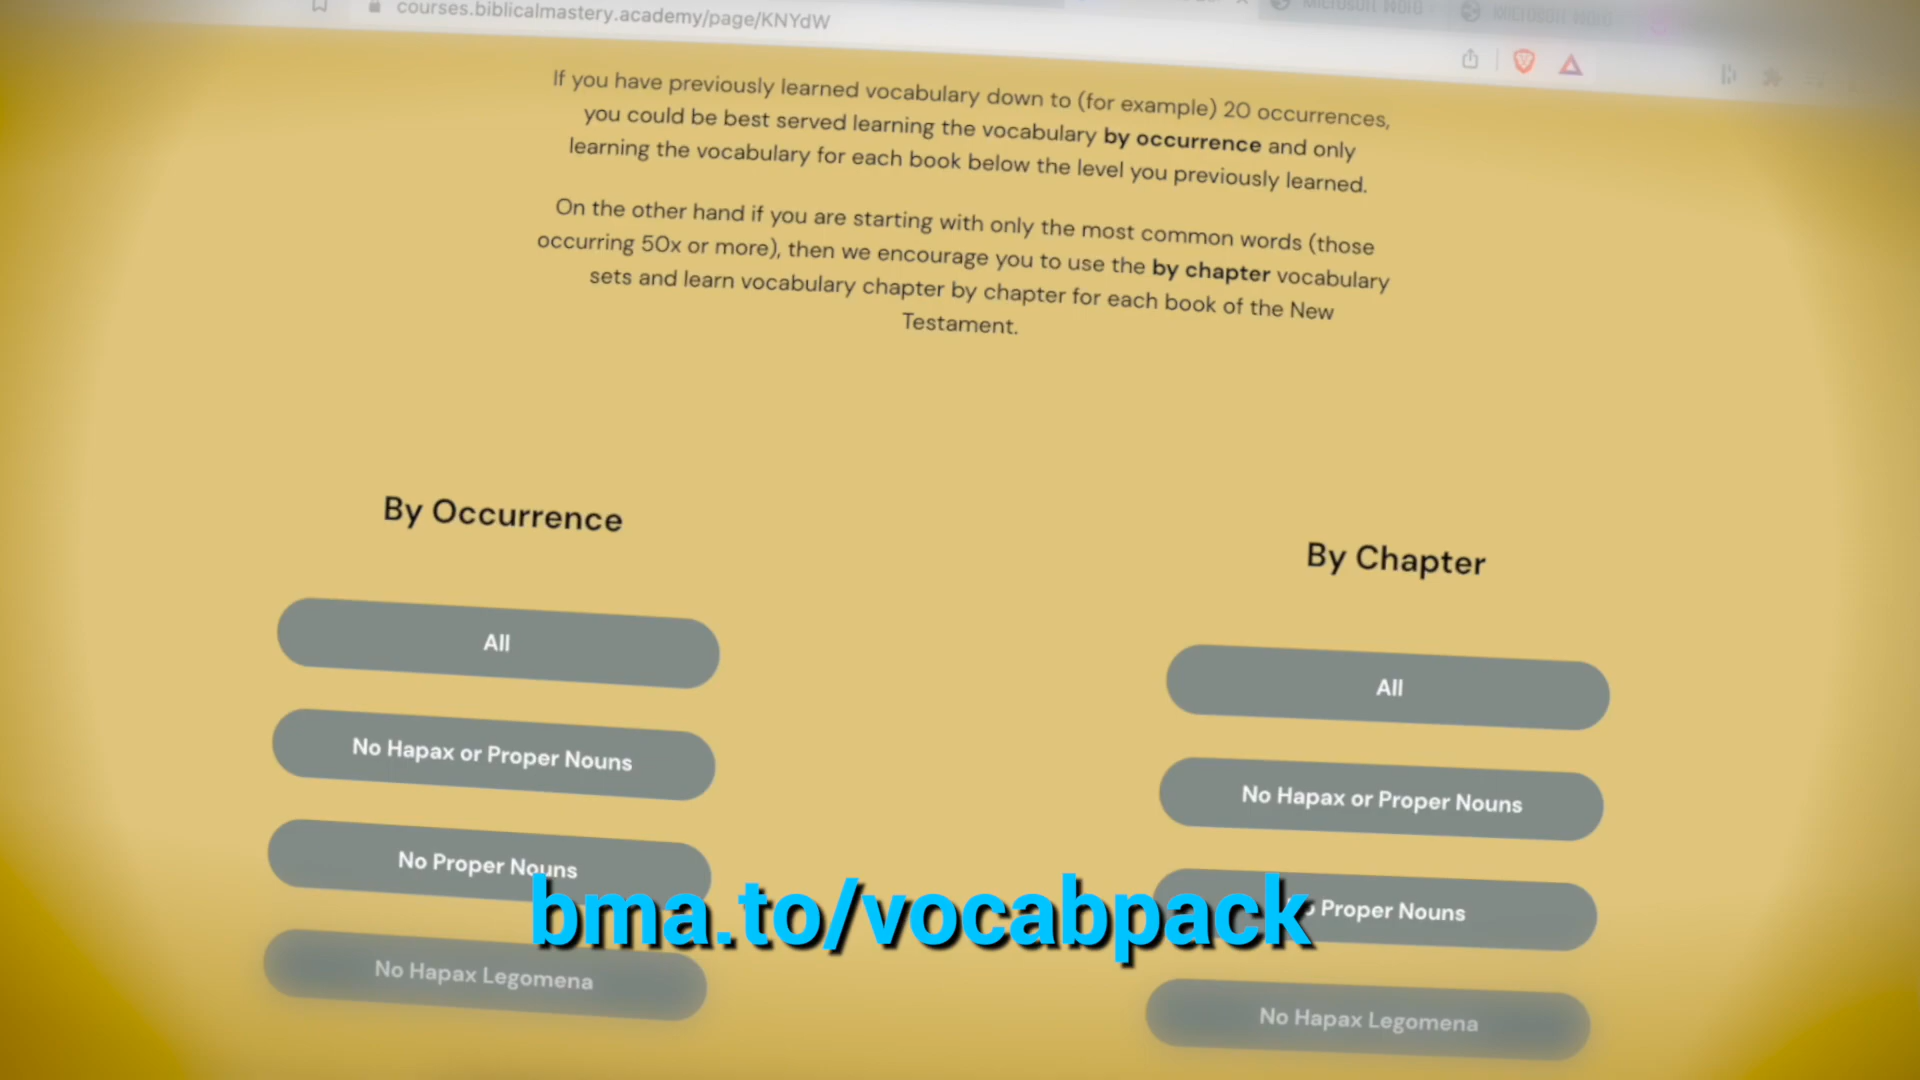 courses.biblicalmastery.academy/page/KNYdW
If you have previously learned vocabulary down to (for example) 20 occurrences,
you could be best served learning the vocabulary by occurrence and only
learning the vocabulary for each book below the level you previously learned.
On the other hand if you are starting with only the most common words (those
occurring 50x or more), then we encourage you to use the by chapter vocabulary
sets and learn vocabulary chapter by chapter for each book of the New
Testament.
By Occurrence
All
No Hapax or Proper Nouns
No Proper Nouns
No Hapax Legomena
By Chapter
All
No Hapax or Proper Nouns
Proper Nouns
No Hapax Legomena
bma.to/vocabpack